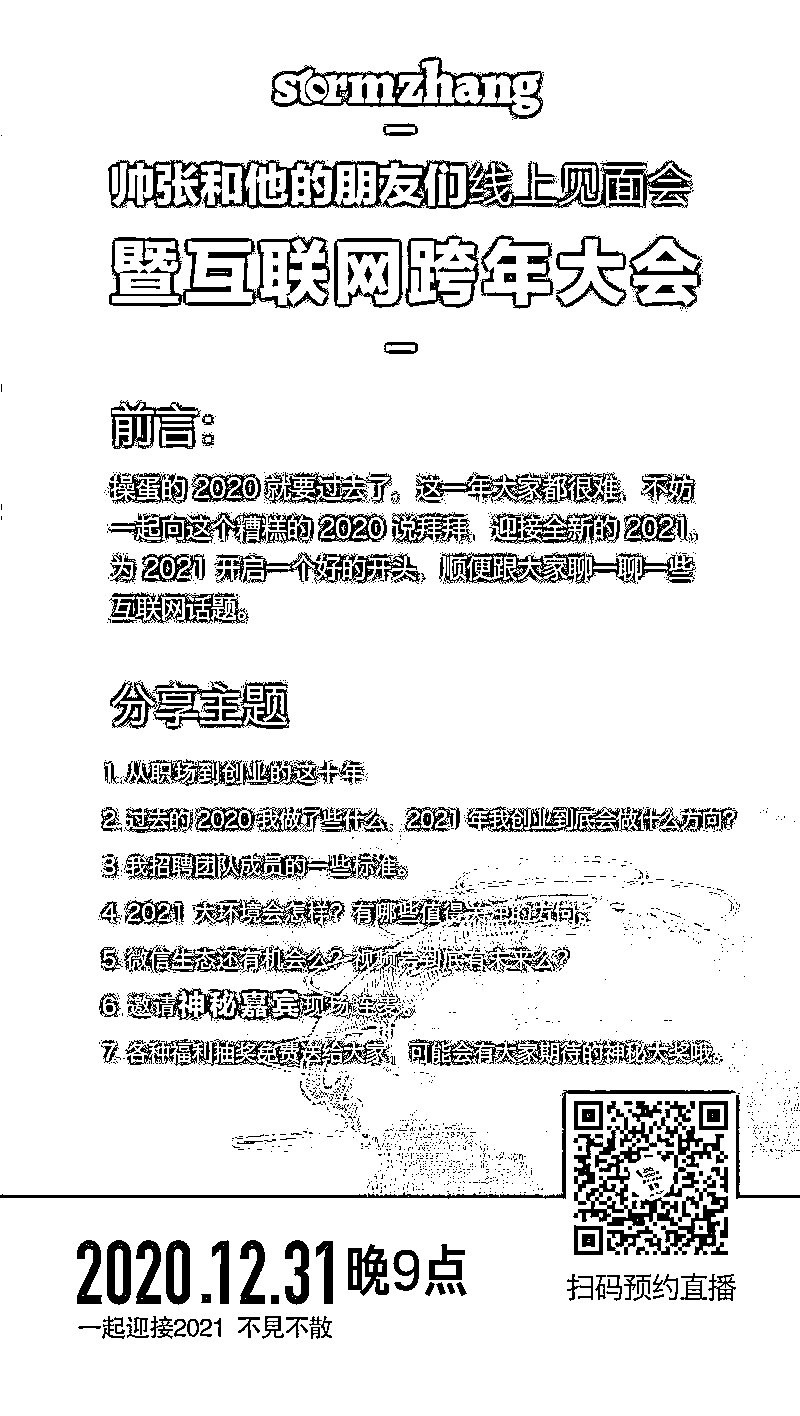 stormzhang
帅张和他的朋友们线上见面会
暨互联网跨年大会
前言：
操蛋的 2020 就要过去了，这一年大家都很难，不妨
一起向这个糟糕的 2020 说拜拜，迎接全新的 2021，
为 2021 开启一个好的开头，顺便跟大家聊一聊一些
互联网话题。
分享主题
1. 从职场到创业的这十年
2. 过去的 2020 我做了些什么，2021 年我创业到底会做什么方向？
3. 我招聘团队成员的一些标准。
4. 2021 大环境会怎样？有哪些值得关注的方向；
5. 微信生态还有机会么？视频号到底有未来么？
6. 邀请神秘嘉宾现场连麦。
7. 各种福利抽奖免费送给大家，可能会有大家期待的神秘大奖哦。
2020.12.31 晚9点
扫码预约直播
一起迎接2021 不見不散